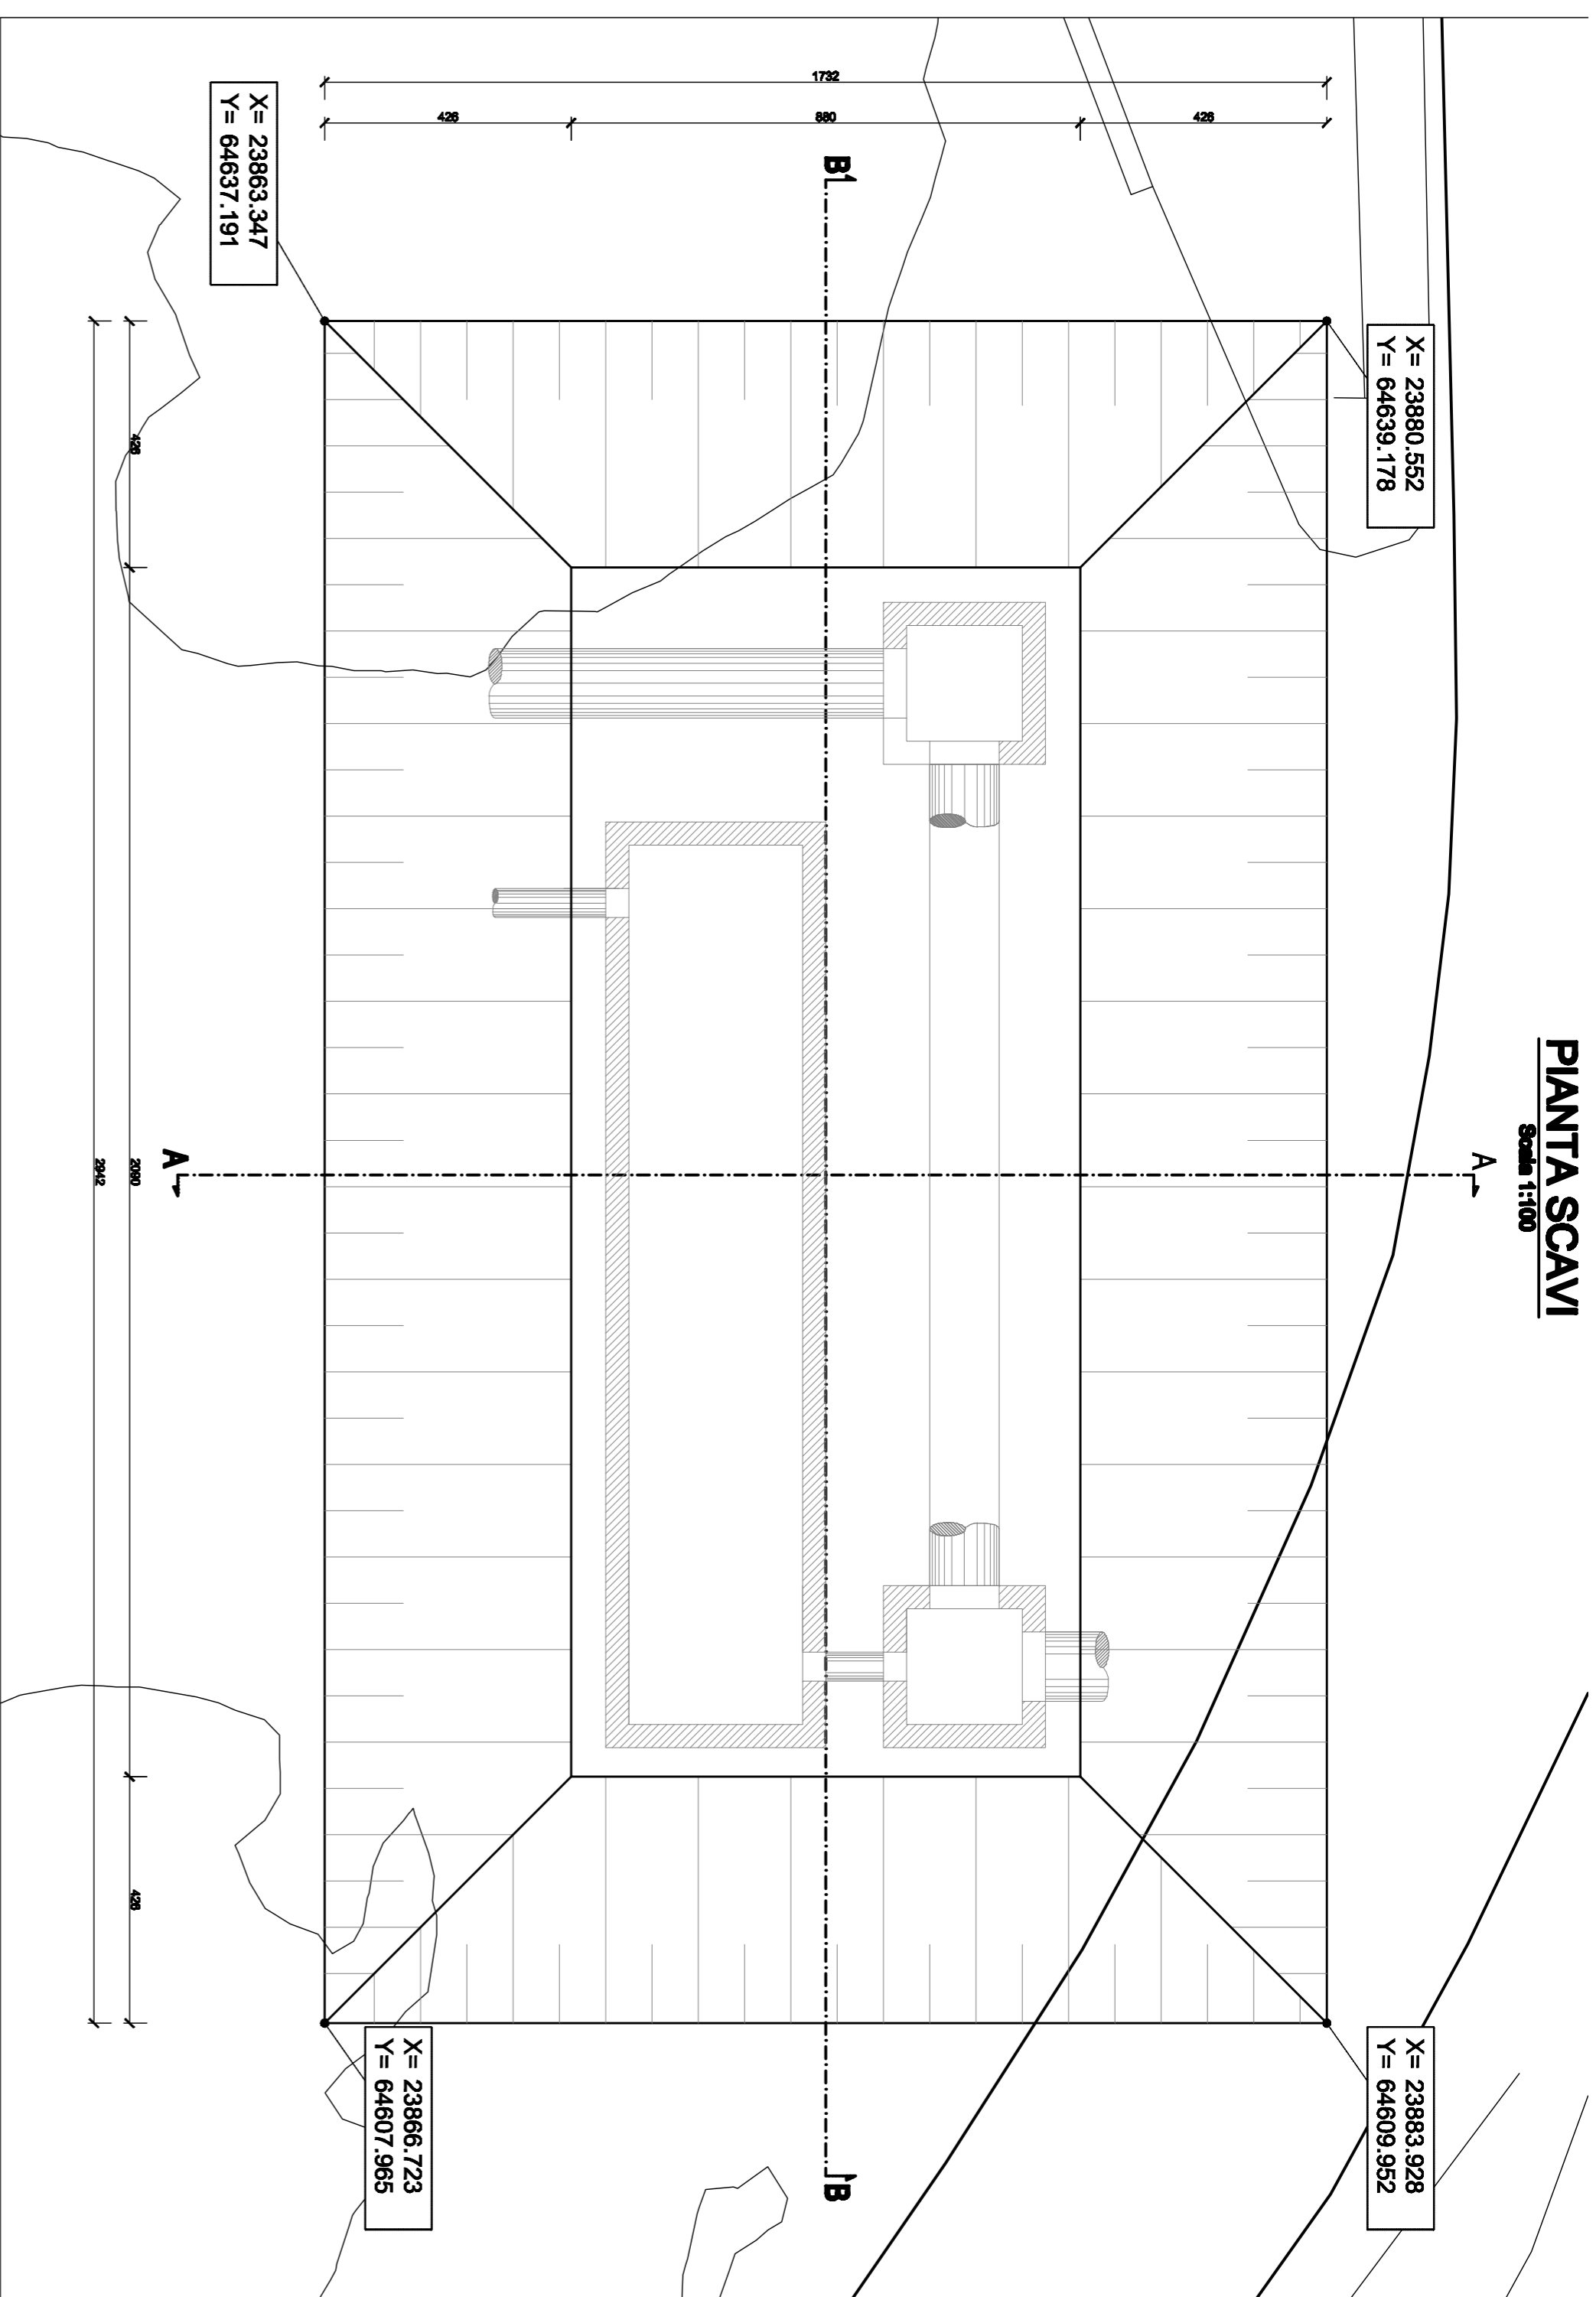 PIANTA SCAVI
Scala 1:100
X= 23880.552
Y= 64639.178
X= 23883.928
Y= 64609.952
A
A
B
B
426
880
426
1732
X= 23863.347
Y= 64637.191
X= 23866.723
Y= 64607.965
426
2090
426
2942